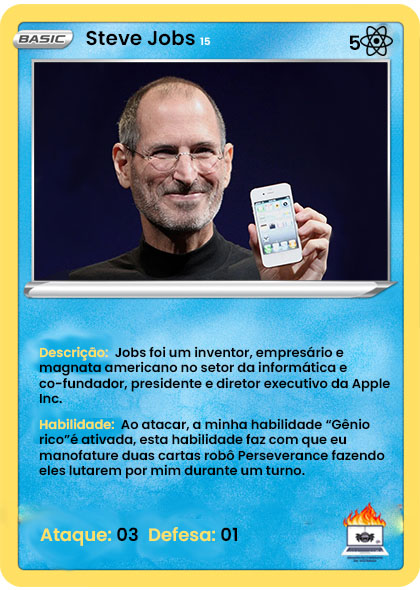 BASIC Steve Jobs 15 5
Descrição: Jobs foi um inventor, empresário e
magnata americano no setor da informática e
co-fundador, presidente e diretor executivo da Apple
Inc.
Habilidade: Ao atacar, a minha habilidade “Gênio
rico”é ativada, esta habilidade faz com que eu
manofature duas cartas robô Perseverance fazendo
eles lutarem por mim durante um turno.
Ataque: 03 Defesa: 01